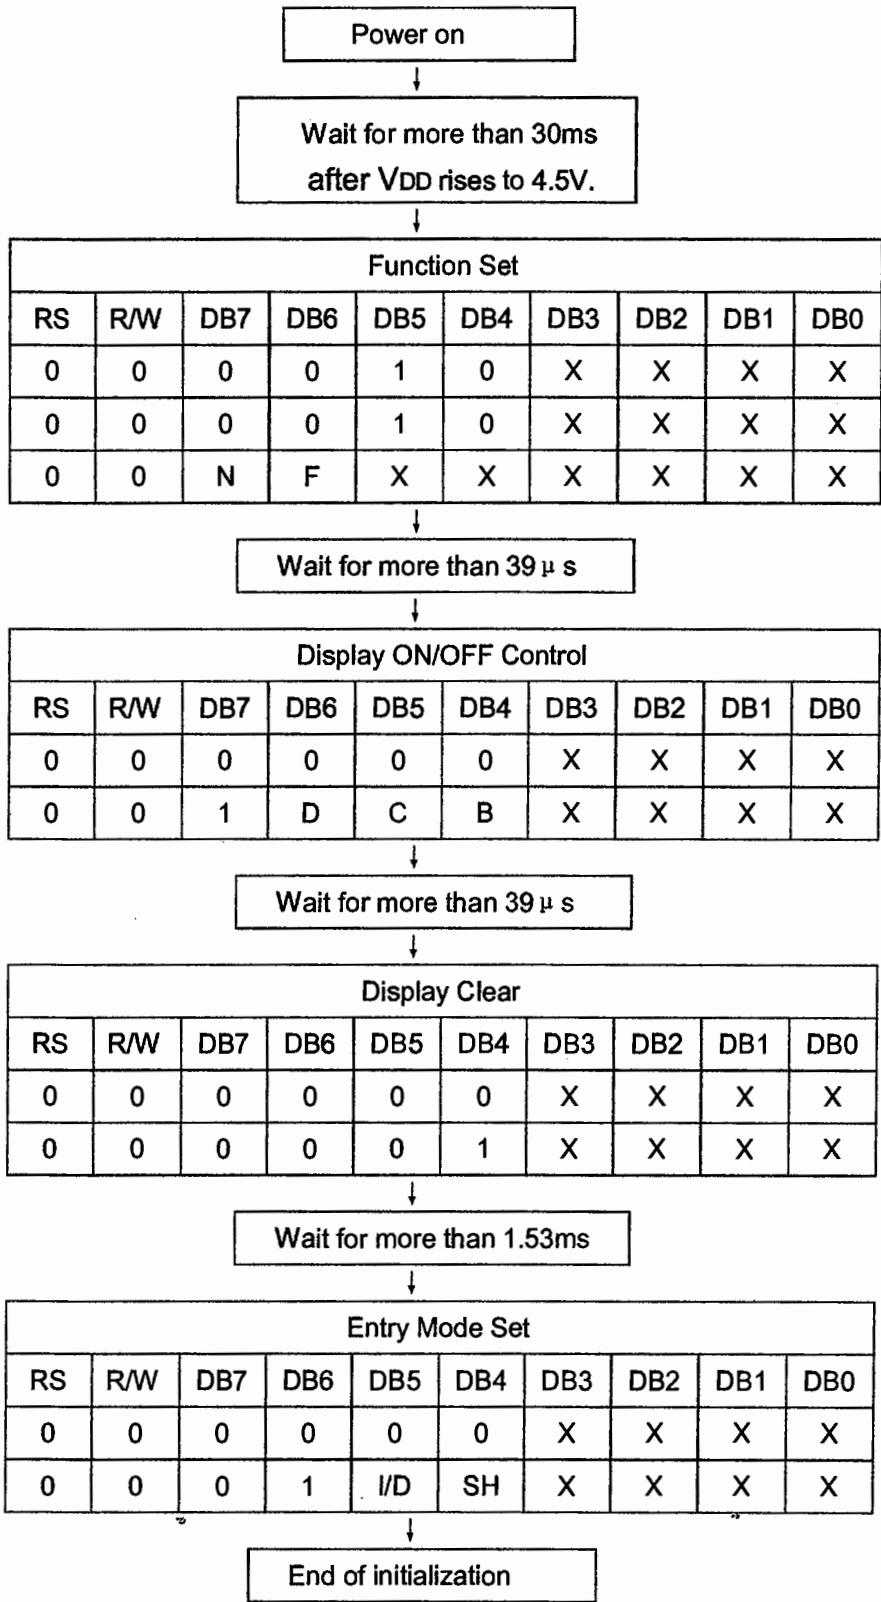 Power on
Wait for more than 30ms
after VDD rises to 4.5V.
Function Set
RS R/W DB7 DB6 DB5 DB4 DB3 DB2 DB1 DB0
0 0 0 0 1 0 X X X X
0 0 0 0 1 0 X X X X
0 0 N F X X X X X X
Wait for more than 39 μ s
Display ON/OFF Control
RS R/W DB7 DB6 DB5 DB4 DB3 DB2 DB1 DB0
0 0 0 0 0 0 X X X X
0 0 1 D C B X X X X
Wait for more than 39 μ s
Display Clear
RS R/W DB7 DB6 DB5 DB4 DB3 DB2 DB1 DB0
0 0 0 0 0 0 X X X X
0 0 0 0 0 1 X X X X
Wait for more than 1.53ms
Entry Mode Set
RS R/W DB7 DB6 DB5 DB4 DB3 DB2 DB1 DB0
0 0 0 0 0 0 X X X X
0 0 0 1 I/D SH X X X X
End of initialization